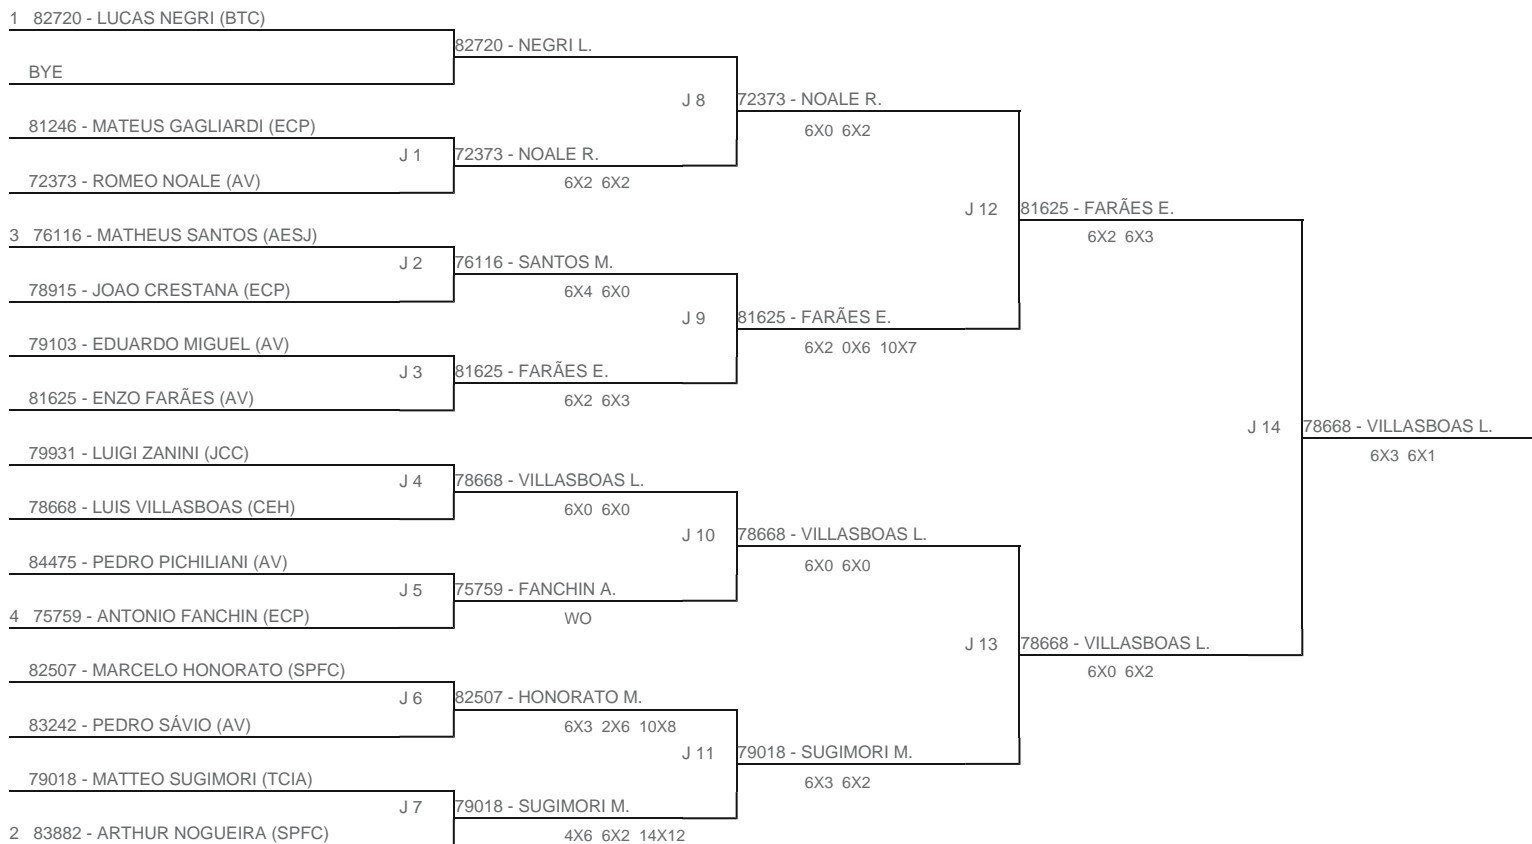 1 82720 - LUCAS NEGRI (BTC)
82720 - NEGRI L.
BYE
J 8 72373 - NOALE R.
81246 - MATEUS GAGLIARDI (ECP)
6X0 6X2
J 1 72373 - NOALE R.
72373 - ROMEO NOALE (AV)
6X2 6X2
J 12 81625 - FARÃES E.
3 76116 - MATHEUS SANTOS (AESJ)
6X2 6X3
J 2 76116 - SANTOS M.
78915 - JOAO CRESTANA (ECP)
6X4 6X0
J 9 81625 - FARÃES E.
79103 - EDUARDO MIGUEL (AV)
6X2 0X6 10X7
J 3 81625 - FARÃES E.
81625 - ENZO FARÃES (AV)
6X2 6X3
J 14 78668 - VILLASBOAS L.
79931 - LUIGI ZANINI (JCC)
6X3 6X1
J 4 78668 - VILLASBOAS L.
78668 - LUIS VILLASBOAS (CEH)
6X0 6X0
J 10 78668 - VILLASBOAS L.
84475 - PEDRO PICHILIANI (AV)
6X0 6X0
J 5 75759 - FANCHIN A.
4 75759 - ANTONIO FANCHIN (ECP)
WO
J 13 78668 - VILLASBOAS L.
82507 - MARCELO HONORATO (SPFC)
6X0 6X2
J 6 82507 - HONORATO M.
83242 - PEDRO SÁVIO (AV)
6X3 2X6 10X8
J 11 79018 - SUGIMORI M.
79018 - MATTEO SUGIMORI (TCIA)
6X3 6X2
J 7 79018 - SUGIMORI M.
2 83882 - ARTHUR NOGUEIRA (SPFC)
4X6 6X2 14X12